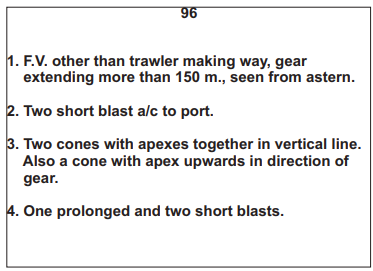 96
1. F.V. other than trawler making way, gear
extending more than 150 m., seen from astern.
2. Two short blast a/c to port.
3. Two cones with apexes together in vertical line.
Also a cone with apex upwards in direction of
gear.
4. One prolonged and two short blasts.